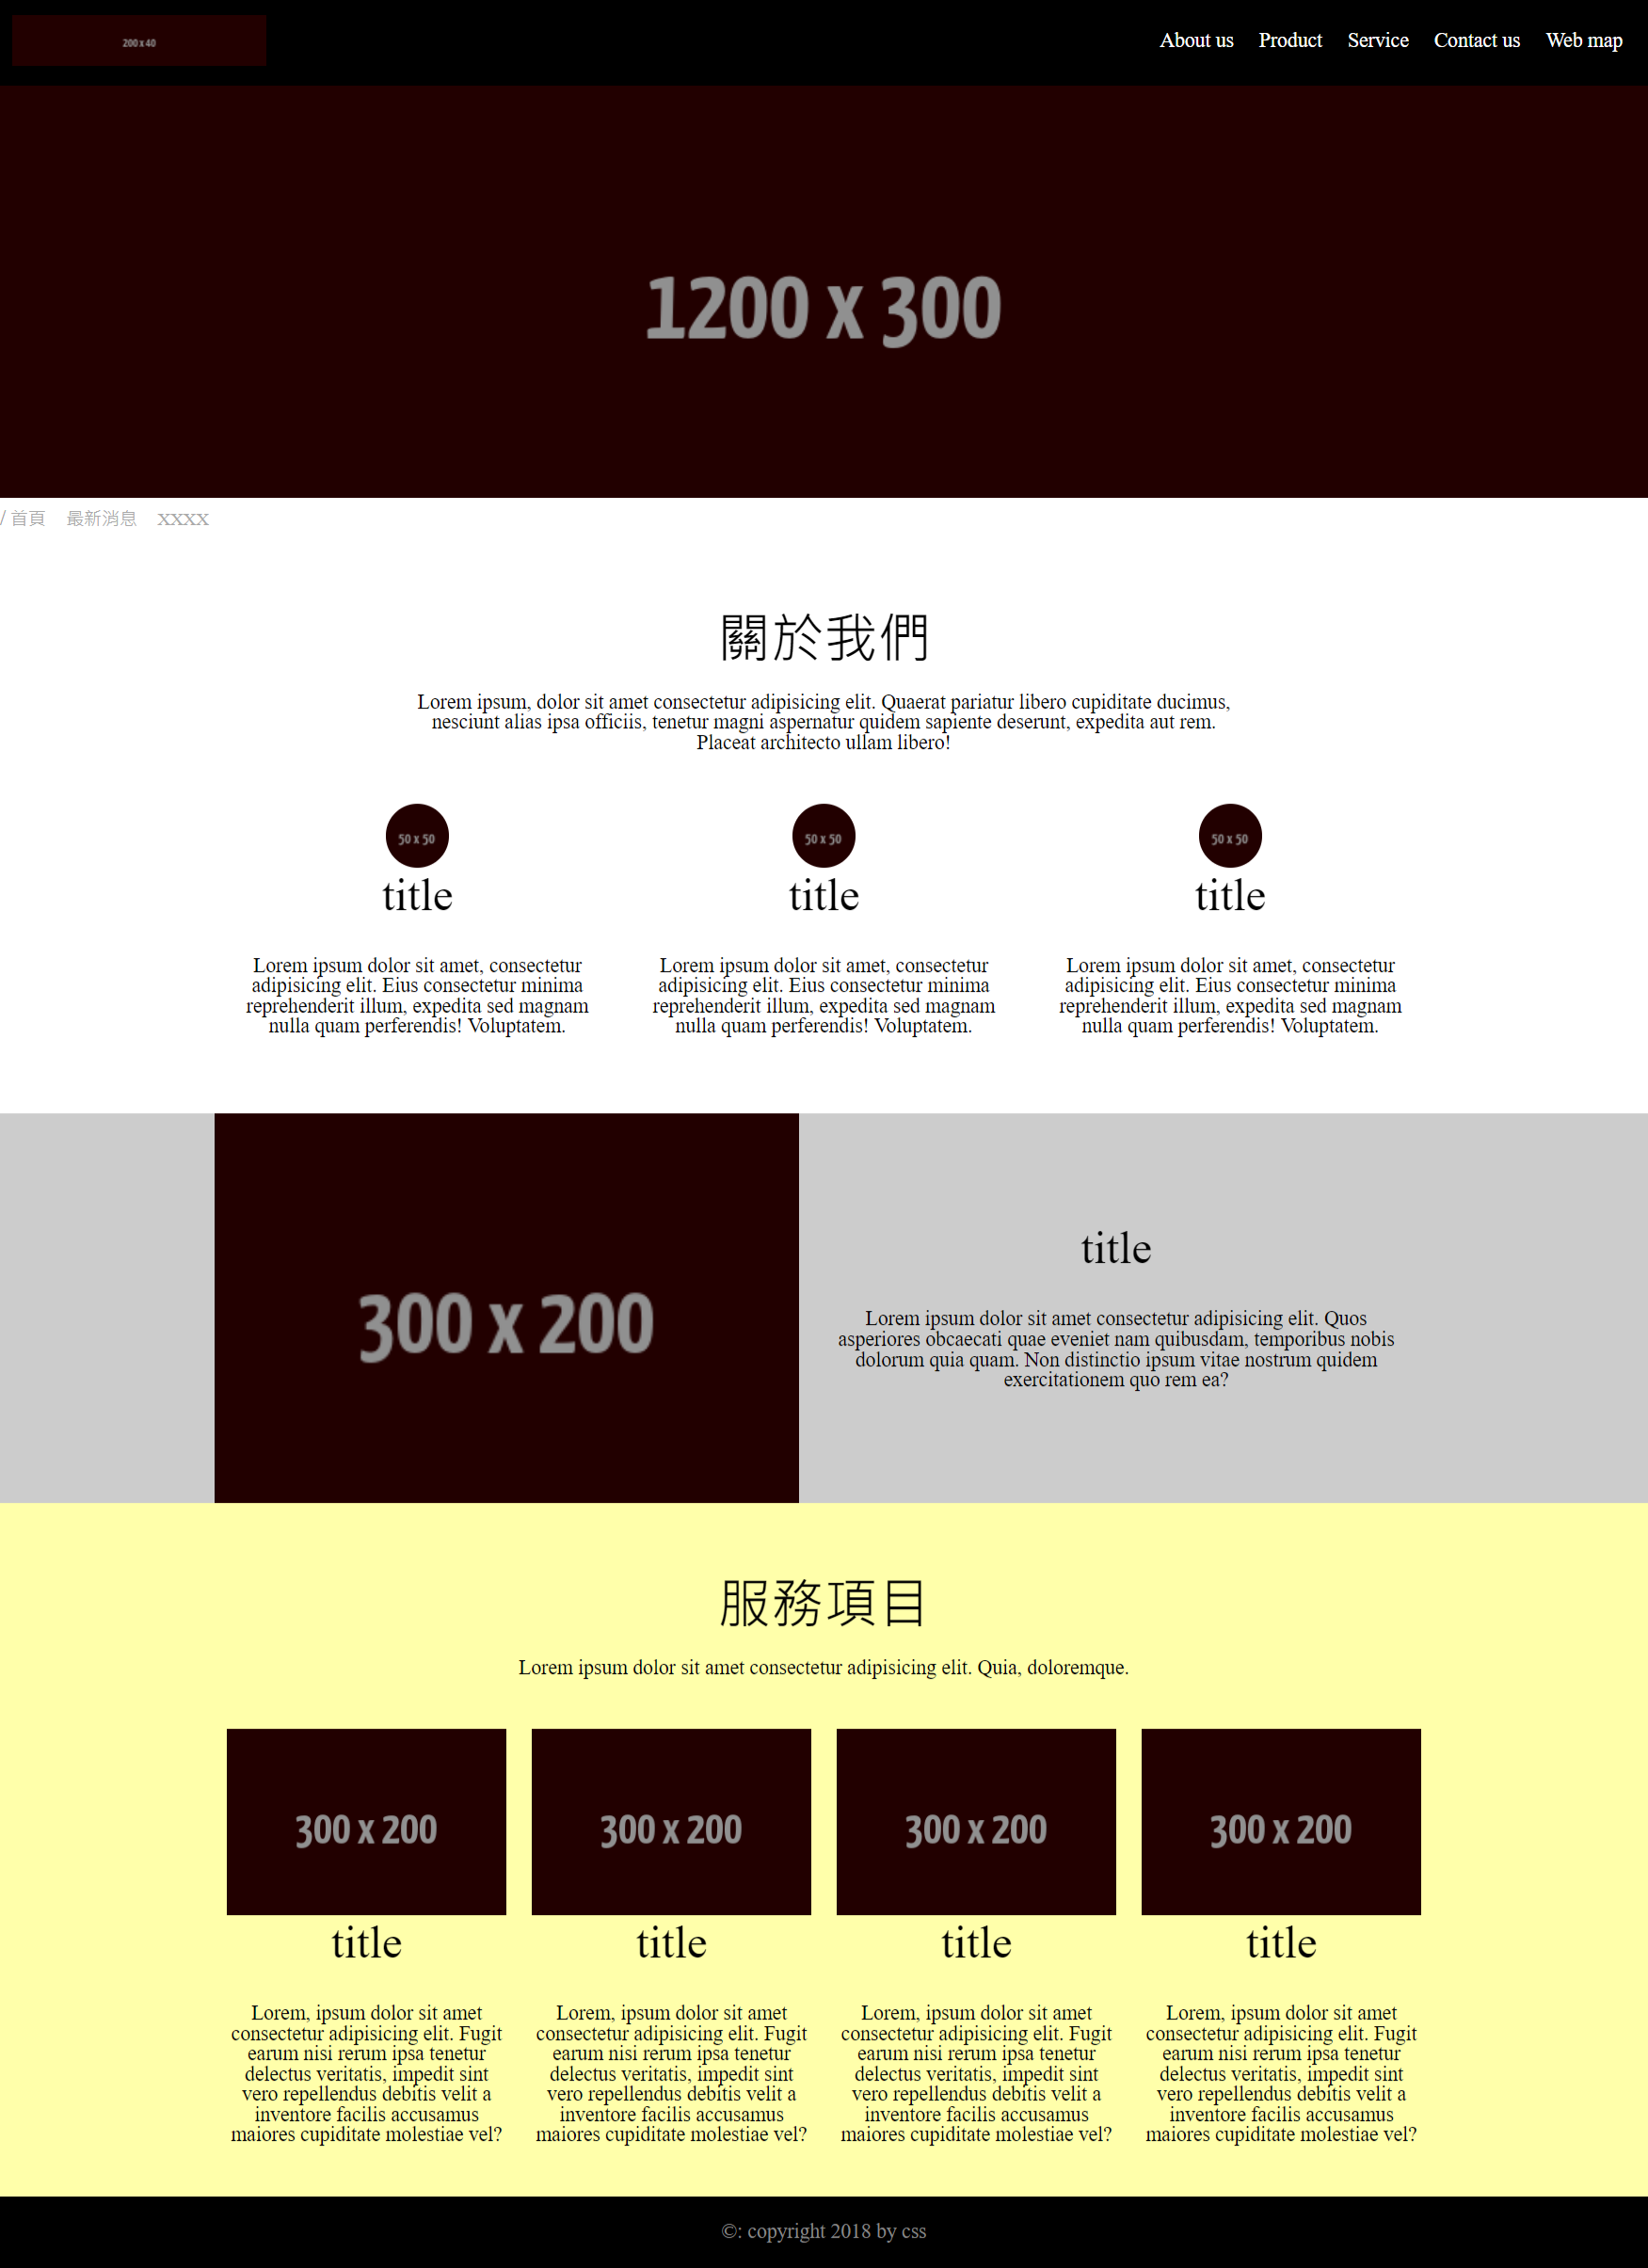 200 x 40
About us Product Service Contact us Web map
1200 x 300
/ 首頁 最新消息 XXXX
關於我們
Lorem ipsum, dolor sit amet consectetur adipisicing elit. Quaerat pariatur libero cupiditate ducimus,
nesciunt alias ipsa officiis, tenetur magni aspernatur quidem sapiente deserunt, expedita aut rem.
Placeat architecto ullam libero!
50 x 50
title
Lorem ipsum dolor sit amet, consectetur
adipisicing elit. Eius consectetur minima
reprehenderit illum, expedita sed magnam
nulla quam perferendis! Voluptatem.
50 x 50
title
Lorem ipsum dolor sit amet, consectetur
adipisicing elit. Eius consectetur minima
reprehenderit illum, expedita sed magnam
nulla quam perferendis! Voluptatem.
50 x 50
title
Lorem ipsum dolor sit amet, consectetur
adipisicing elit. Eius consectetur minima
reprehenderit illum, expedita sed magnam
nulla quam perferendis! Voluptatem.
300 x 200
title
Lorem ipsum dolor sit amet consectetur adipisicing elit. Quos
asperiores obcaecati quae eveniet nam quibusdam, temporibus nobis
dolorum quia quam. Non distinctio ipsum vitae nostrum quidem
exercitationem quo rem ea?
服務項目
Lorem ipsum dolor sit amet consectetur adipisicing elit. Quia, doloremque.
300 x 200
title
Lorem, ipsum dolor sit amet
consectetur adipisicing elit. Fugit
earum nisi rerum ipsa tenetur
delectus veritatis, impedit sint
vero repellendus debitis velit a
inventore facilis accusamus
maiores cupiditate molestiae vel?
300 x 200
title
Lorem, ipsum dolor sit amet
consectetur adipisicing elit. Fugit
earum nisi rerum ipsa tenetur
delectus veritatis, impedit sint
vero repellendus debitis velit a
inventore facilis accusamus
maiores cupiditate molestiae vel?
300 x 200
title
Lorem, ipsum dolor sit amet
consectetur adipisicing elit. Fugit
earum nisi rerum ipsa tenetur
delectus veritatis, impedit sint
vero repellendus debitis velit a
inventore facilis accusamus
maiores cupiditate molestiae vel?
300 x 200
title
Lorem, ipsum dolor sit amet
consectetur adipisicing elit. Fugit
earum nisi rerum ipsa tenetur
delectus veritatis, impedit sint
vero repellendus debitis velit a
inventore facilis accusamus
maiores cupiditate molestiae vel?
©: copyright 2018 by css